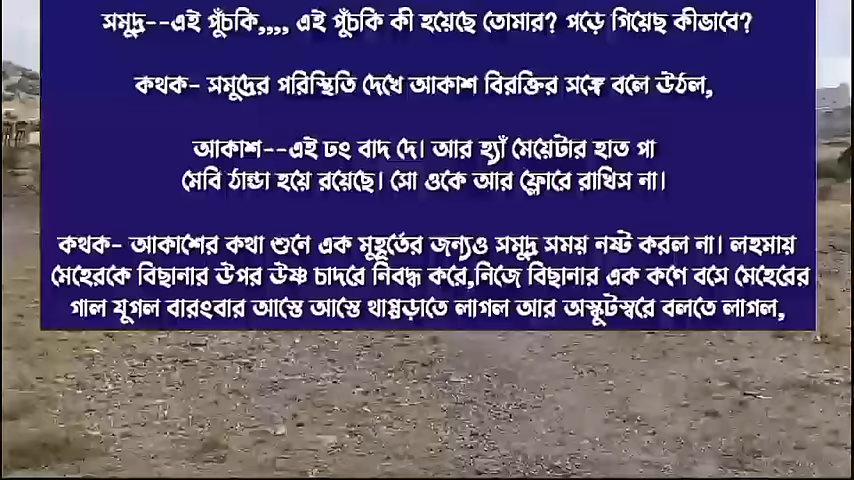 সমুদ্র--এই পুঁচকি,,,, এই পুঁচকি কী হয়েছে তোমার? পড়ে গিয়েছ কীভাবে?
কথক- সমুদ্রের পরিস্থিতি দেখে আকাশ বিরক্তির সঙ্গে বলে উঠল,
আকাশ--এই ঢং বাদ দে। আর হ্যাঁ মেয়েটার হাত পা
মেবি ঠান্ডা হয়ে রয়েছে। সো ওকে আর ফ্লোরে রাখিস না।
কথক- আকাশের কথা শুনে এক মুহূর্তের জন্যও সমুদ্র সময় নষ্ট করল না। লহমায়
মেহেরকে বিছানার উপর উষ্ণ চাদরে নিবদ্ধ করে,নিজে বিছানার এক কণে বসে মেহেরের
গাল যুগল বারংবার আস্তে আস্তে থাপ্পড়াতে লাগল আর অস্ফুটস্বরে বলতে লাগল,